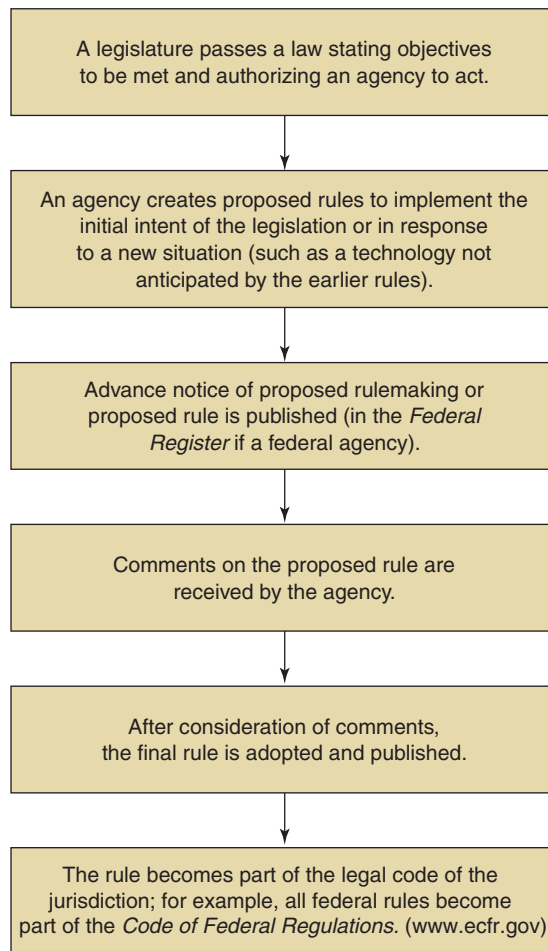 A legislature passes a law stating objectives
to be met and authorizing an agency to act.
An agency creates proposed rules to implement the
initial intent of the legislation or in response
to a new situation (such as a technology not
anticipated by the earlier rules).
Advance notice of proposed rulemaking or
proposed rule is published (in the Federal
Register if a federal agency).
Comments on the proposed rule are
received by the agency.
After consideration of comments,
the final rule is adopted and published.
The rule becomes part of the legal code of the
jurisdiction; for example, all federal rules become
part of the Code of Federal Regulations. (www.ecfr.gov)